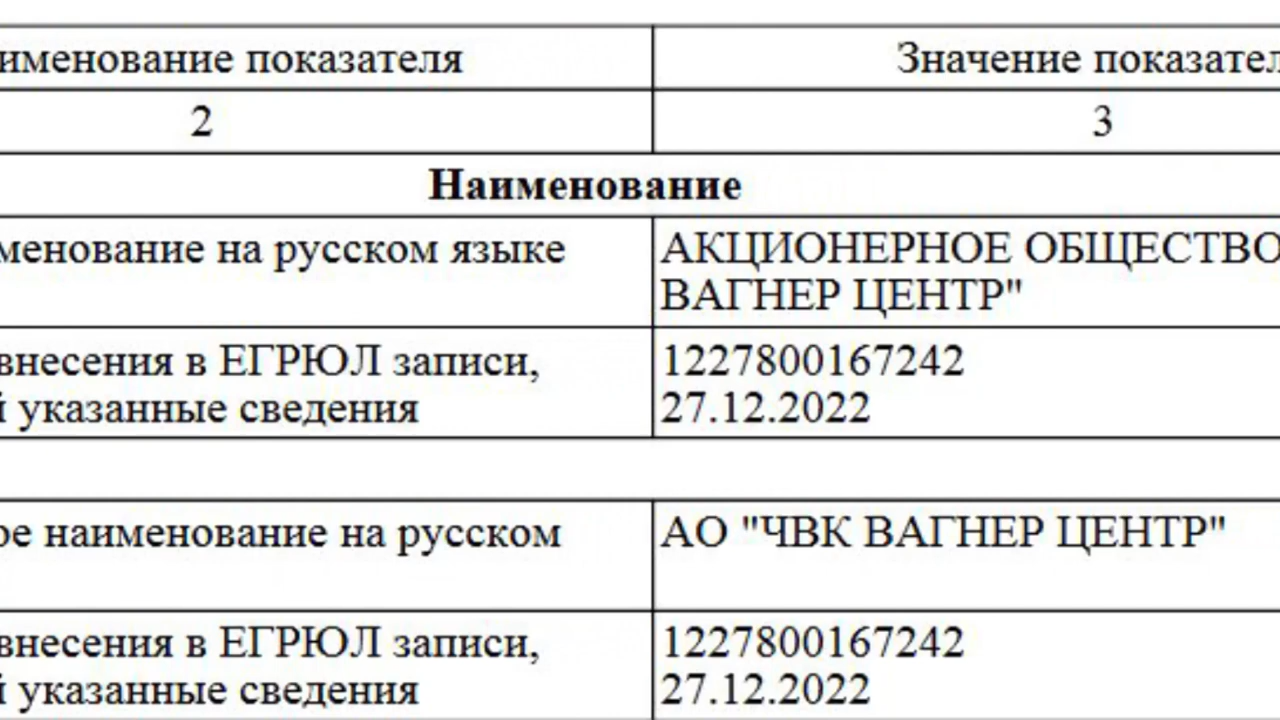 именование показателя
Значение показател
2
3
Наименование
менование на русском языке
АКЦИОНЕРНОЕ ОБЩЕСТВО
ВАГНЕР ЦЕНТР"
внесения в ЕГРЮЛ записи,
й указанные сведения
1227800167242
27.12.2022
ое наименование на русском
АО "ЧВК ВАГНЕР ЦЕНТР"
внесения в ЕГРЮЛ записи,
й указанные сведения
1227800167242
27.12.2022